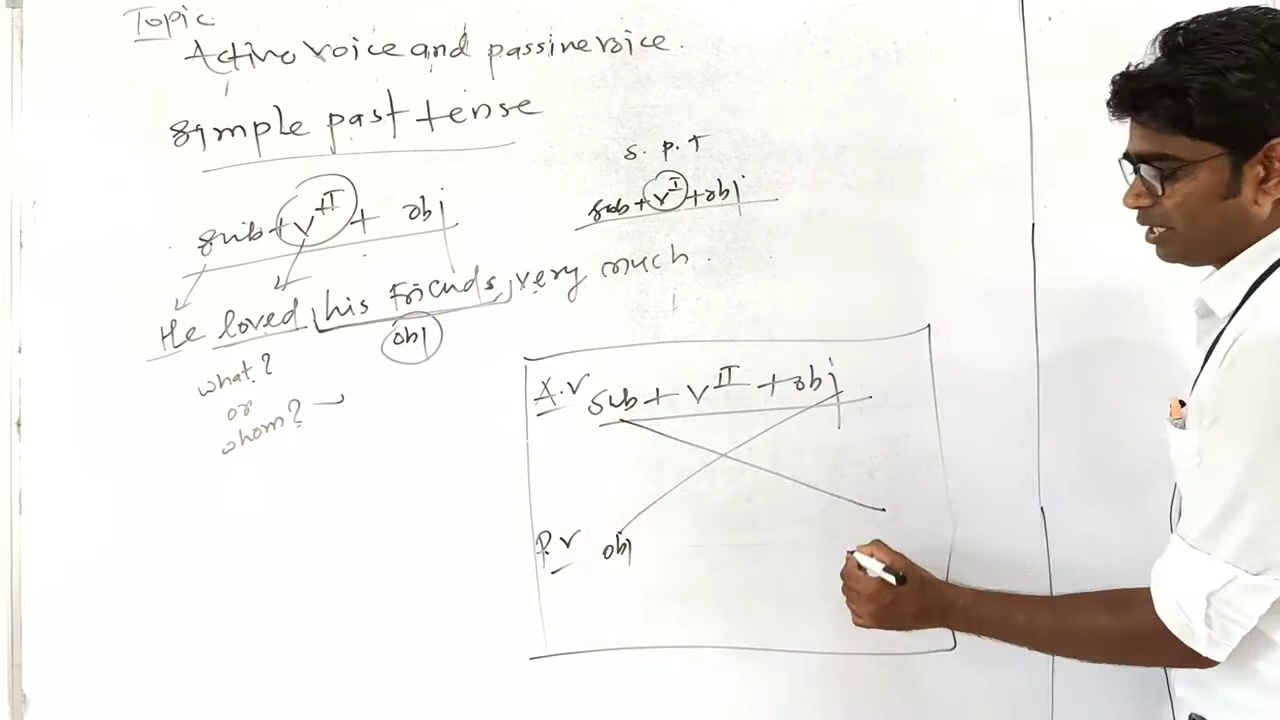 Topic
Active voice and passive voice.
simple past tense
s. p. t
sub + v II + obj
sub + v I + obj
He loved his friends, very much.
obj
what?
or
whom?
A.V sub + v II + obj
P.V obj